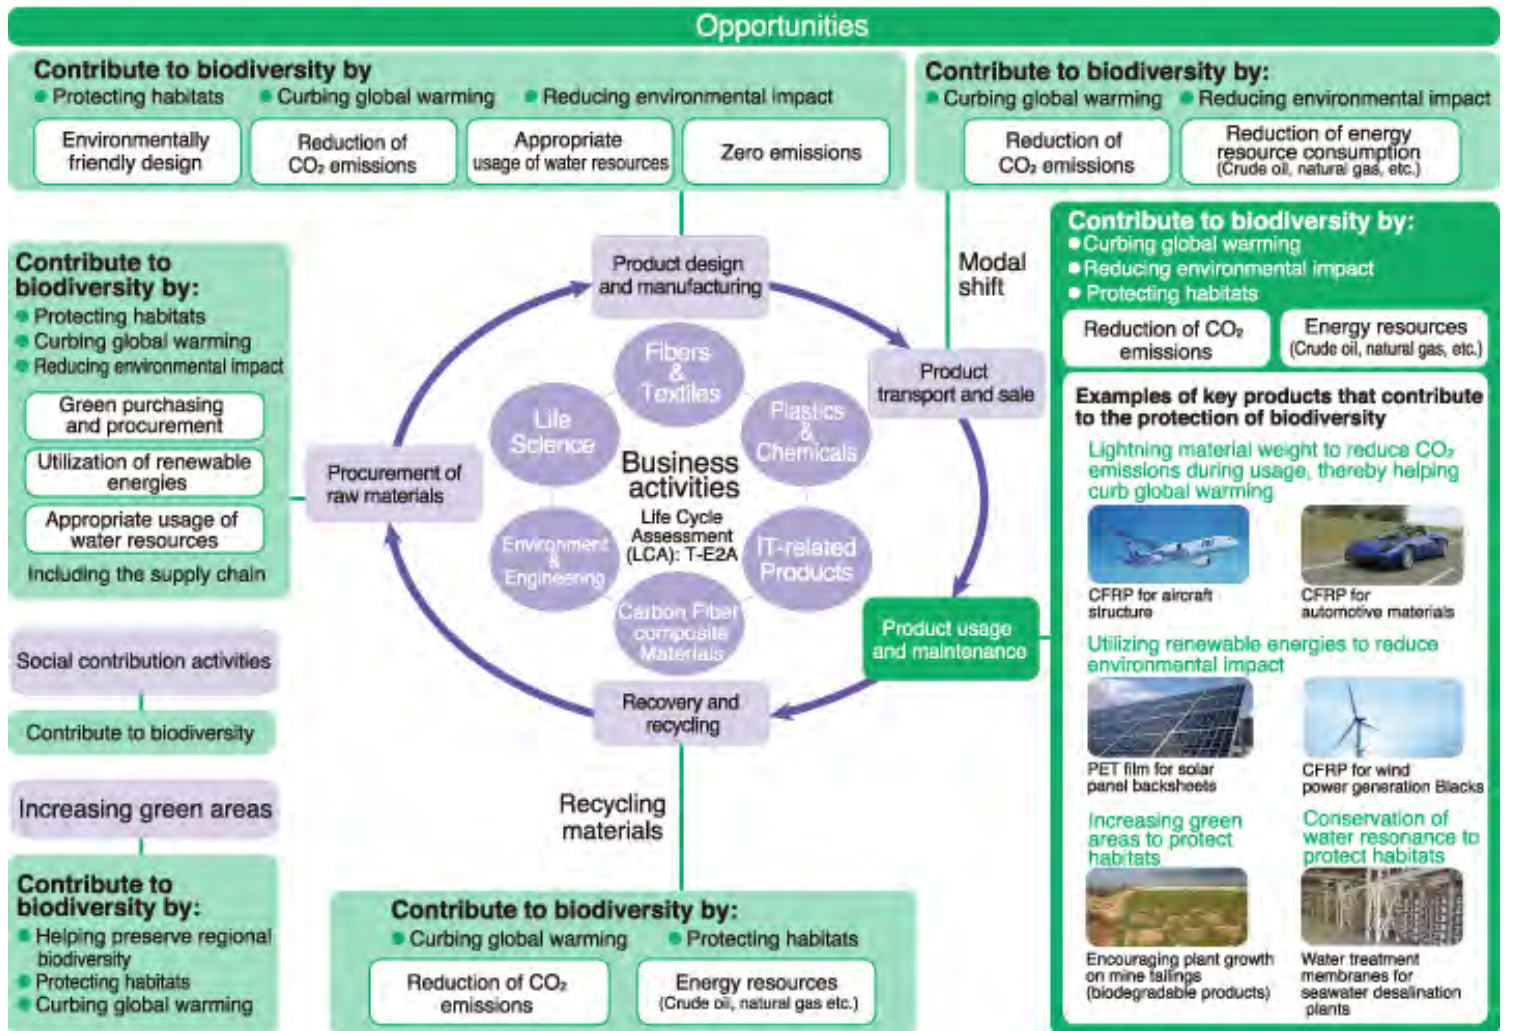 Opportunities
Contribute to biodiversity by
Protecting habitats
Curbing global warming
Reducing environmental impact
Environmentally
friendly design
Reduction of
CO₂ emissions
Appropriate
usage of water resources
Zero emissions
Contribute to biodiversity by:
Curbing global warming
Reducing environmental impact
Reduction of
CO₂ emissions
Reduction of energy
resource consumption
(Crude oil, natural gas, etc.)
Contribute to
biodiversity by:
Protecting habitats
Curbing global warming
Reducing environmental impact
Green purchasing
and procurement
Utilization of renewable
energies
Appropriate usage of
water resources
Including the supply chain
Product design
and manufacturing
Modal
shift
Product
transport and sale
Procurement of
raw materials
Fibers
&
Textiles
Life
Science
Plastics
&
Chemicals
Business
activities
Life Cycle
Assessment
(LCA): T-E2A
Environment
&
Engineering
IT-related
Products
Carbon Fiber
composite
Materials
Product usage
and maintenance
Recovery and
recycling
Recycling
materials
Contribute to biodiversity by:
Curbing global warming
Reducing environmental impact
Protecting habitats
Reduction of CO₂
emissions
Energy resources
(Crude oil, natural gas, etc.)
Examples of key products that contribute
to the protection of biodiversity
Lightning material weight to reduce CO₂
emissions during usage, thereby helping
curb global warming
CFRP for aircraft
structure
CFRP for
automotive materials
Utilizing renewable energies to reduce
environmental impact
PET film for solar
panel backsheets
CFRP for wind
power generation Blacks
Increasing green
areas to protect
habitats
Conservation of
water resonance to
protect habitats
Encouraging plant growth
on mine tailings
(biodegradable products)
Water treatment
membranes for
seawater desalination
plants
Social contribution activities
Contribute to biodiversity
Increasing green areas
Contribute to
biodiversity by:
Helping preserve regional
biodiversity
Protecting habitats
Curbing global warming
Contribute to biodiversity by:
Curbing global warming
Protecting habitats
Reduction of CO₂
emissions
Energy resources
(Crude oil, natural gas etc.)